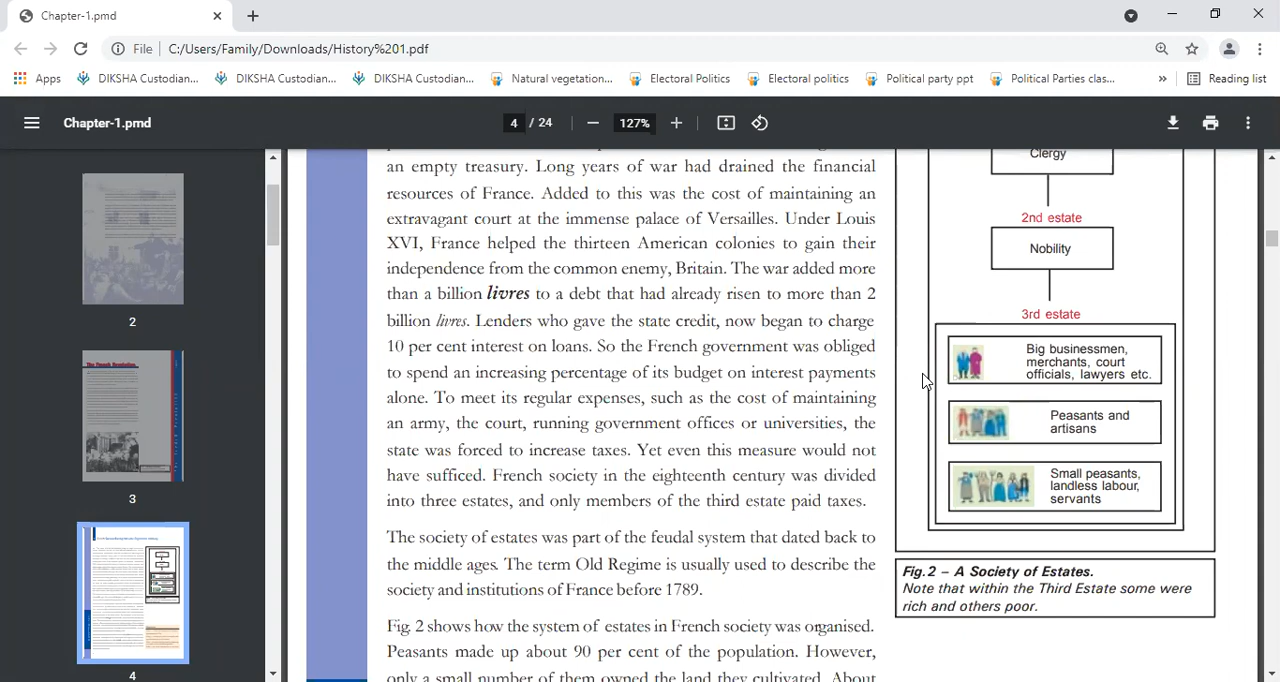 Chapter-1.pmd
File
C:/Users/Family/Downloads/History%201.pdf
Apps
DIKSHA Custodian...
DIKSHA Custodian...
DIKSHA Custodian...
Natural vegetation...
Electoral Politics
Electoral politics
Political party ppt
Political Parties clas...
»
Reading list
Chapter-1.pmd
4 / 24
127%
2
3
4
an empty treasury. Long years of war had drained the financial
resources of France. Added to this was the cost of maintaining an
extravagant court at the immense palace of Versailles. Under Louis
XVI, France helped the thirteen American colonies to gain their
independence from the common enemy, Britain. The war added more
than a billion livres to a debt that had already risen to more than 2
billion livres. Lenders who gave the state credit, now began to charge
10 per cent interest on loans. So the French government was obliged
to spend an increasing percentage of its budget on interest payments
alone. To meet its regular expenses, such as the cost of maintaining
an army, the court, running government offices or universities, the
state was forced to increase taxes. Yet even this measure would not
have sufficed. French society in the eighteenth century was divided
into three estates, and only members of the third estate paid taxes.
The society of estates was part of the feudal system that dated back to
the middle ages. The term Old Regime is usually used to describe the
society and institutions of France before 1789.
Fig. 2 shows how the system of estates in French society was organised.
Peasants made up about 90 per cent of the population. However,
only a small number of them owned the land they cultivated. About
Clergy
2nd estate
Nobility
3rd estate
Big businessmen,
merchants, court
officials, lawyers etc.
Peasants and
artisans
Small peasants,
landless labour,
servants
Fig.2 – A Society of Estates.
Note that within the Third Estate some were
rich and others poor.